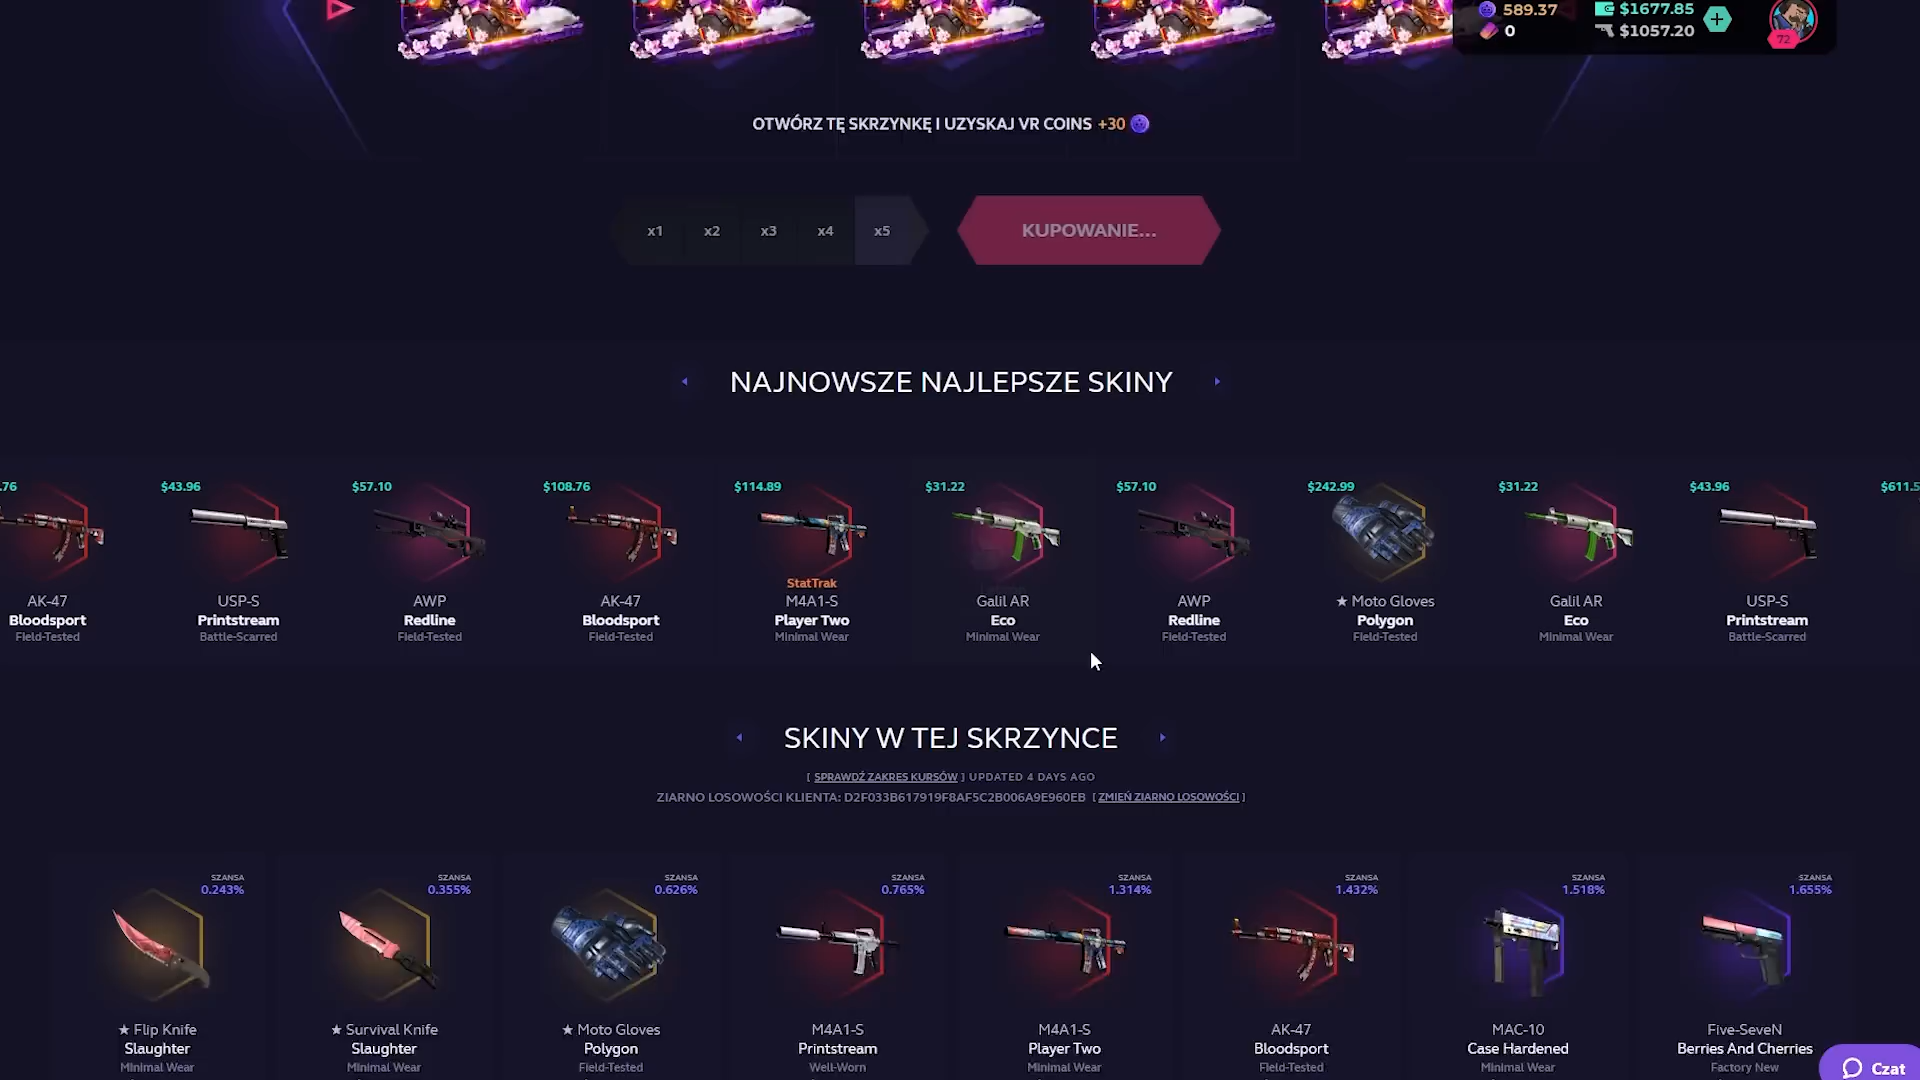 589.37
$1677.85
0
$1057.20
72
OTWÓRZ TĘ SKRZYNKĘ I UZYSKAJ VR COINS +30
x1 x2 x3 x4 x5
KUPOWANIE...
NAJNOWSZE NAJLEPSZE SKINY
.76 $43.96 $57.10 $108.76 $114.89 $31.22 $57.10 $242.99 $31.22 $43.96 $611.5
StatTrak
AK-47 USP-S AWP AK-47 M4A1-S Galil AR AWP ★ Moto Gloves Galil AR USP-S
Bloodsport Printstream Redline Bloodsport Player Two Eco Redline Polygon Eco Printstream
Field-Tested Battle-Scarred Field-Tested Field-Tested Minimal Wear Minimal Wear Field-Tested Field-Tested Minimal Wear Battle-Scarred
SKINY W TEJ SKRZYNCE
[ SPRAWDŹ ZAKRES KURSÓW ] UPDATED 4 DAYS AGO
ZIARNO LOSOWOŚCI KLIENTA: D2F033B617919F8AF5C2B006A9E960EB [ ZMIEŃ ZIARNO LOSOWOŚCI ]
SZANSA SZANSA SZANSA SZANSA SZANSA SZANSA SZANSA SZANSA
0.243% 0.355% 0.626% 0.765% 1.314% 1.432% 1.518% 1.655%
★ Flip Knife ★ Survival Knife ★ Moto Gloves M4A1-S M4A1-S AK-47 MAC-10 Five-SeveN
Slaughter Slaughter Polygon Printstream Player Two Bloodsport Case Hardened Berries And Cherries
Minimal Wear Minimal Wear Field-Tested Well-Worn Minimal Wear Field-Tested Minimal Wear Factory New
Czat